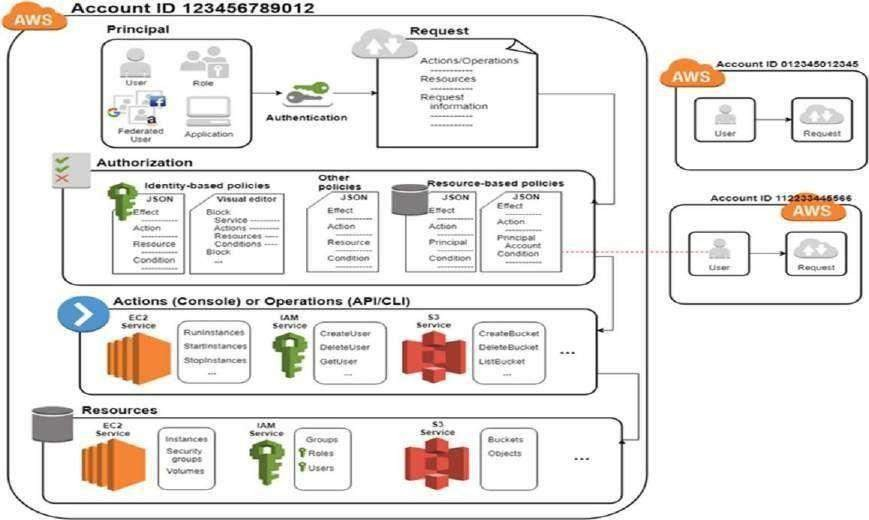 AWS
Account ID 123456789012
Principal
User
Role
Federated
User
Application
Authentication
Request
Actions/Operations
-----------
Resources
-----------
Request
information
-----------
-----------
AWS
Account ID 012345012345
User
Request
Account ID 112233445566
AWS
User
Request
Authorization
Identity-based policies
JSON
Effect
Action
Resource
Condition
Visual editor
Block
Service
Actions
Resources
Conditions
Block
...
Other
policies
JSON
Effect
Action
Resource
Condition
Resource-based policies
JSON
Effect
Action
Principal
Condition
JSON
Effect
Action
Principal
Account
Condition
Actions (Console) or Operations (API/CLI)
EC2
Service
RunInstances
StartInstances
StopInstances
...
IAM
Service
CreateUser
DeleteUser
GetUser
...
S3
Service
CreateBucket
DeleteBucket
ListBucket
...
...
Resources
EC2
Service
Instances
Security
groups
Volumes
IAM
Service
Groups
Roles
Users
S3
Service
Buckets
Objects
...